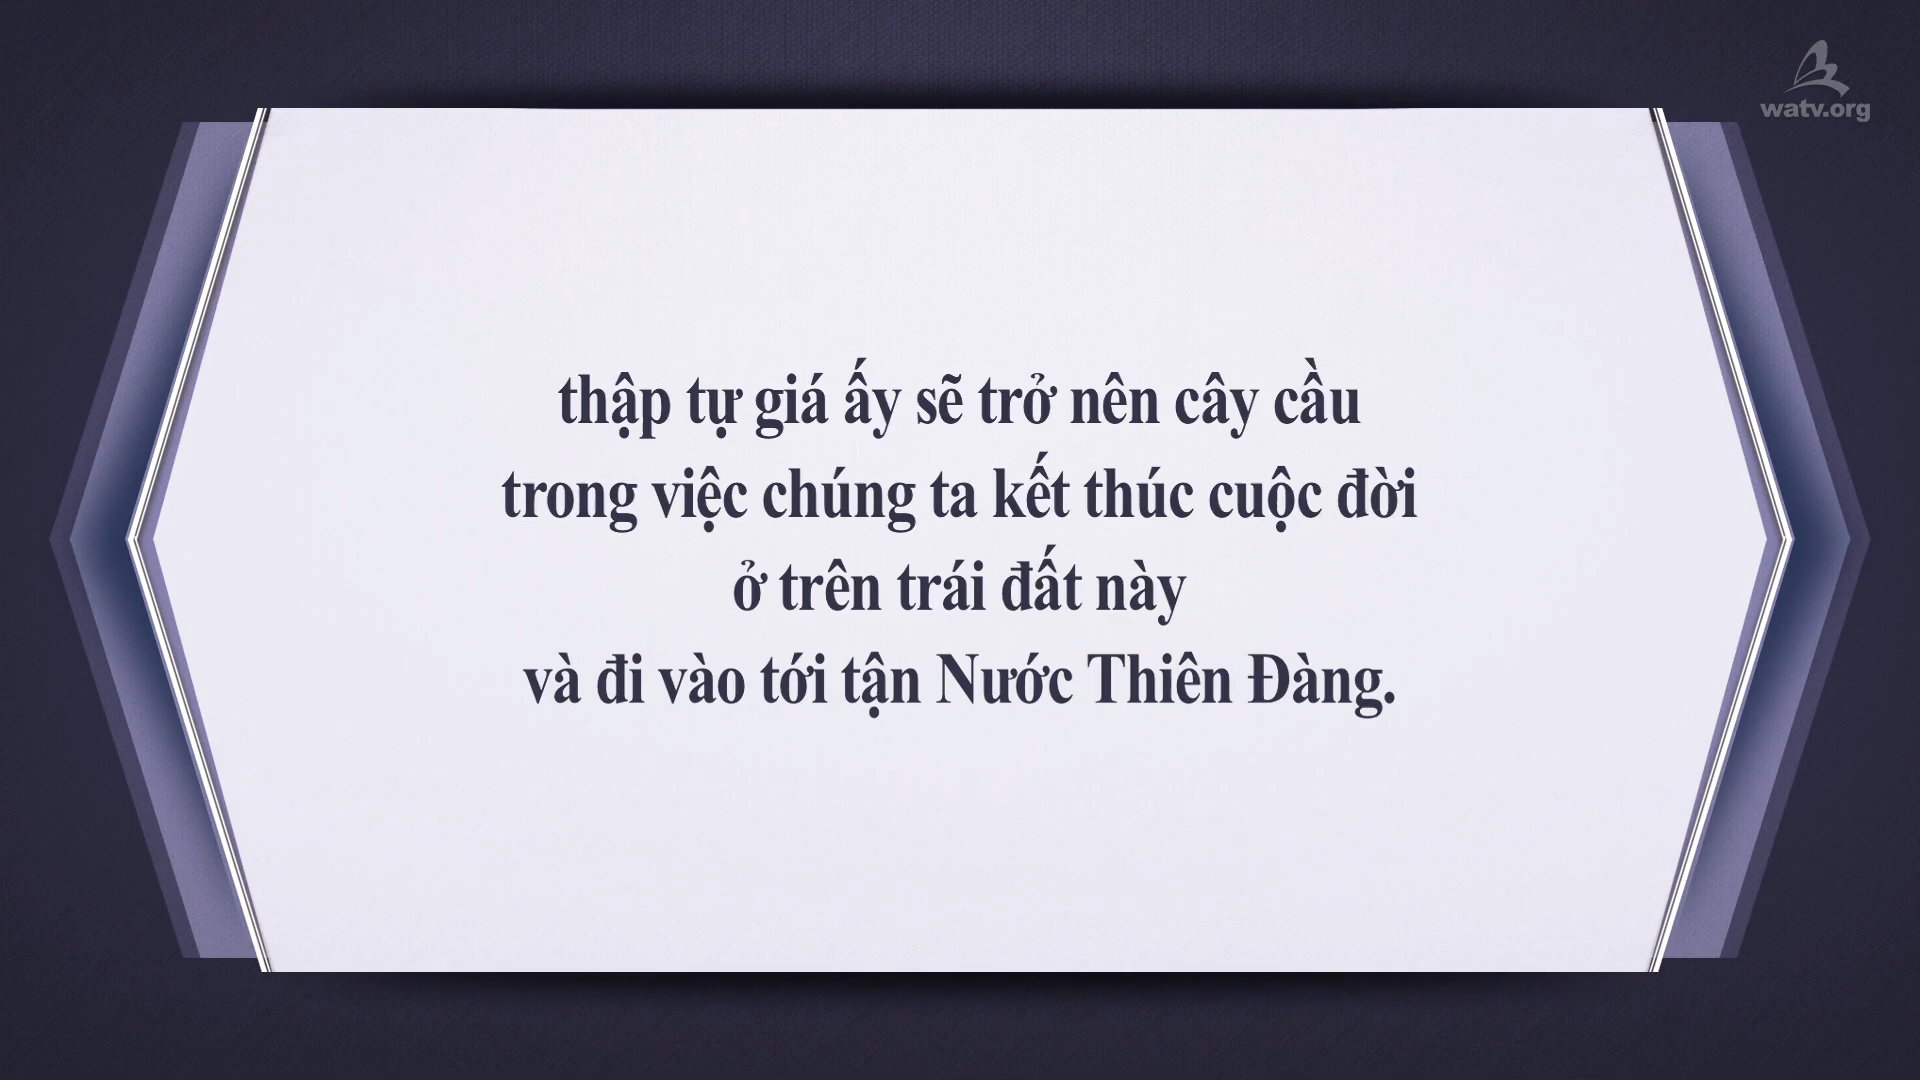 watv.org
thập tự giá ấy sẽ trở nên cây cầu
trong việc chúng ta kết thúc cuộc đời
ở trên trái đất này
và đi vào tới tận Nước Thiên Đàng.